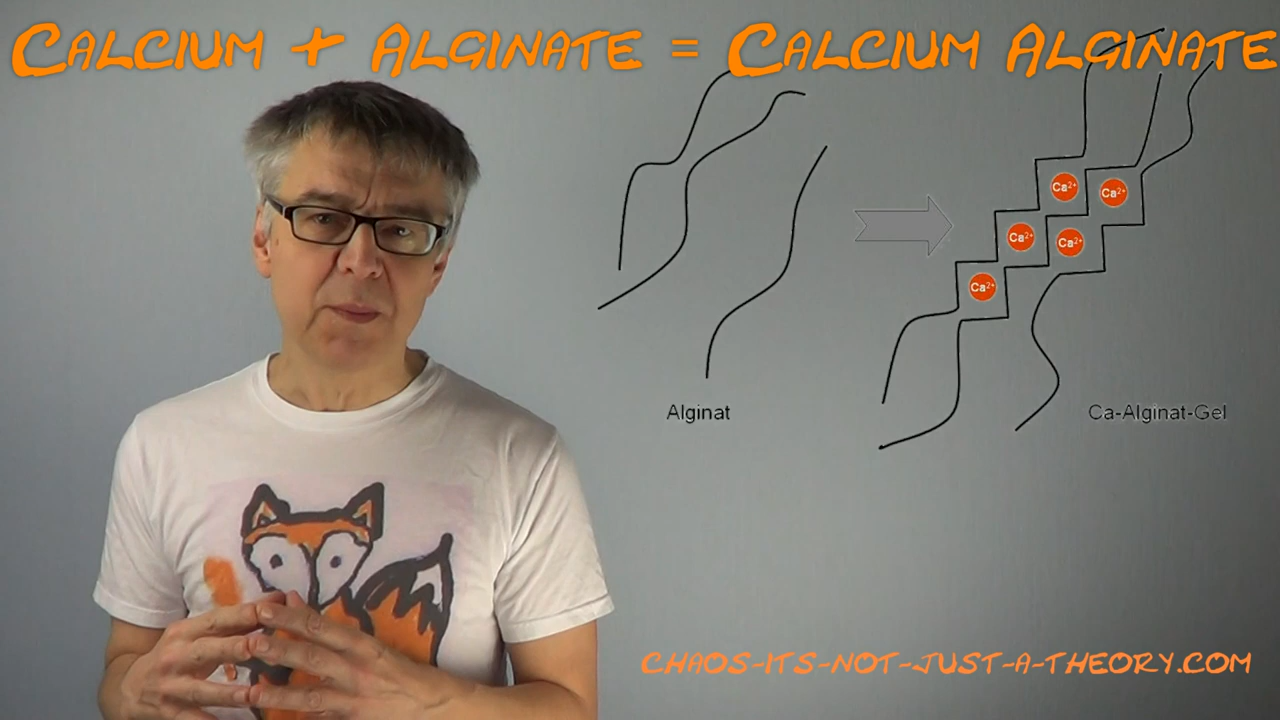 Calcium + Alginate = Calcium Alginate
Ca2+
Ca2+
Ca2+
Ca2+
Ca2+
Alginat
Ca-Alginat-Gel
chaos-its-not-just-a-theory.com